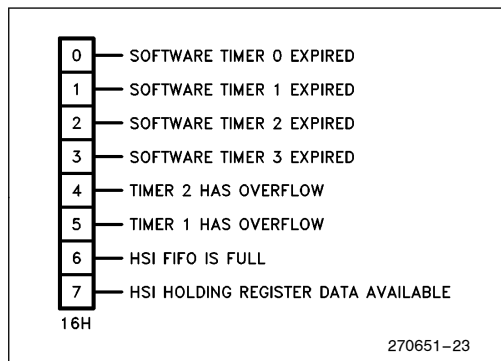 0 SOFTWARE TIMER 0 EXPIRED
1 SOFTWARE TIMER 1 EXPIRED
2 SOFTWARE TIMER 2 EXPIRED
3 SOFTWARE TIMER 3 EXPIRED
4 TIMER 2 HAS OVERFLOW
5 TIMER 1 HAS OVERFLOW
6 HSI FIFO IS FULL
7 HSI HOLDING REGISTER DATA AVAILABLE
16H
270651-23